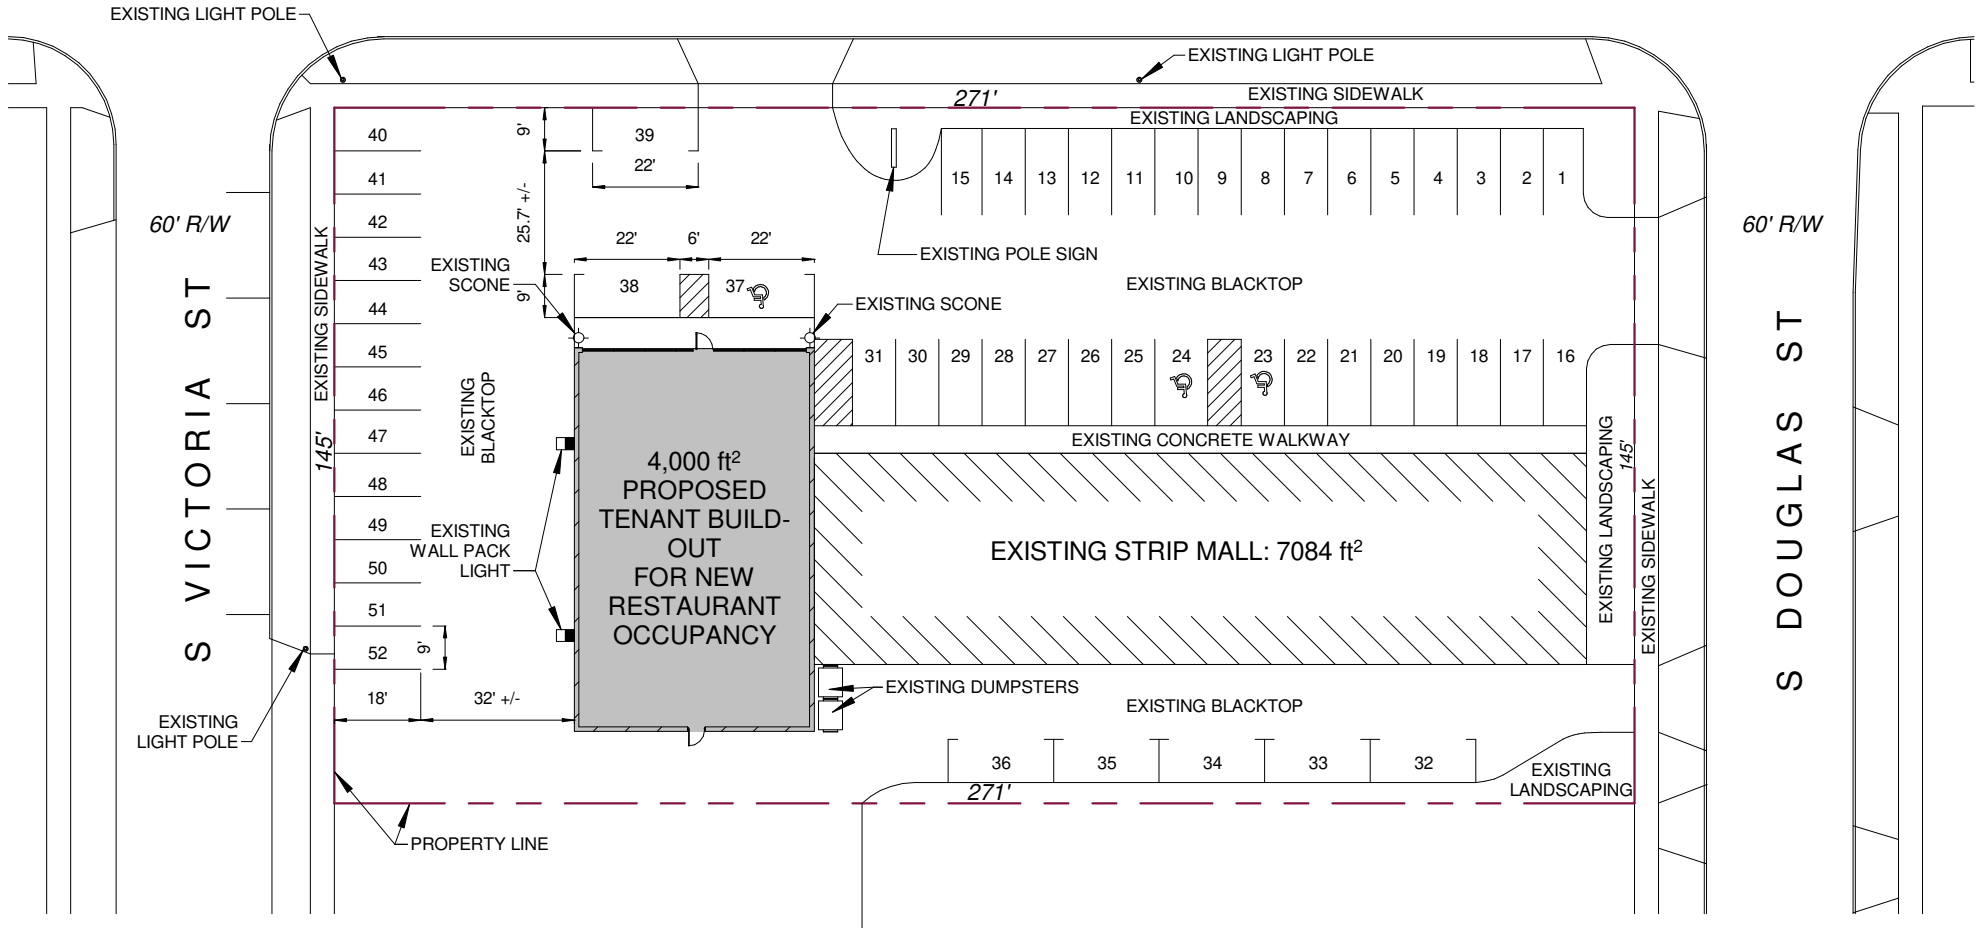 EXISTING LIGHT POLE
EXISTING LIGHT POLE
271'
EXISTING SIDEWALK
EXISTING LANDSCAPING
40
41
42
43
44
45
46
47
48
49
50
51
52
9'
18'
32' +/-
9'
39
22'
25.7' +/-
22'
6'
22'
9'
38
37
15
14
13
12
11
10
9
8
7
6
5
4
3
2
1
60' R/W
60' R/W
S VICTORIA ST
S DOUGLAS ST
EXISTING SIDEWALK
145'
EXISTING
SCONE
EXISTING SCONE
EXISTING POLE SIGN
EXISTING BLACKTOP
31
30
29
28
27
26
25
24
23
22
21
20
19
18
17
16
EXISTING
BLACKTOP
EXISTING CONCRETE WALKWAY
EXISTING LANDSCAPING
145'
EXISTING SIDEWALK
4,000 ft²
PROPOSED
TENANT BUILD-
OUT
FOR NEW
RESTAURANT
OCCUPANCY
EXISTING STRIP MALL: 7084 ft²
EXISTING
WALL PACK
LIGHT
EXISTING DUMPSTERS
EXISTING BLACKTOP
EXISTING
LIGHT POLE
36
35
34
33
32
EXISTING
LANDSCAPING
271'
PROPERTY LINE